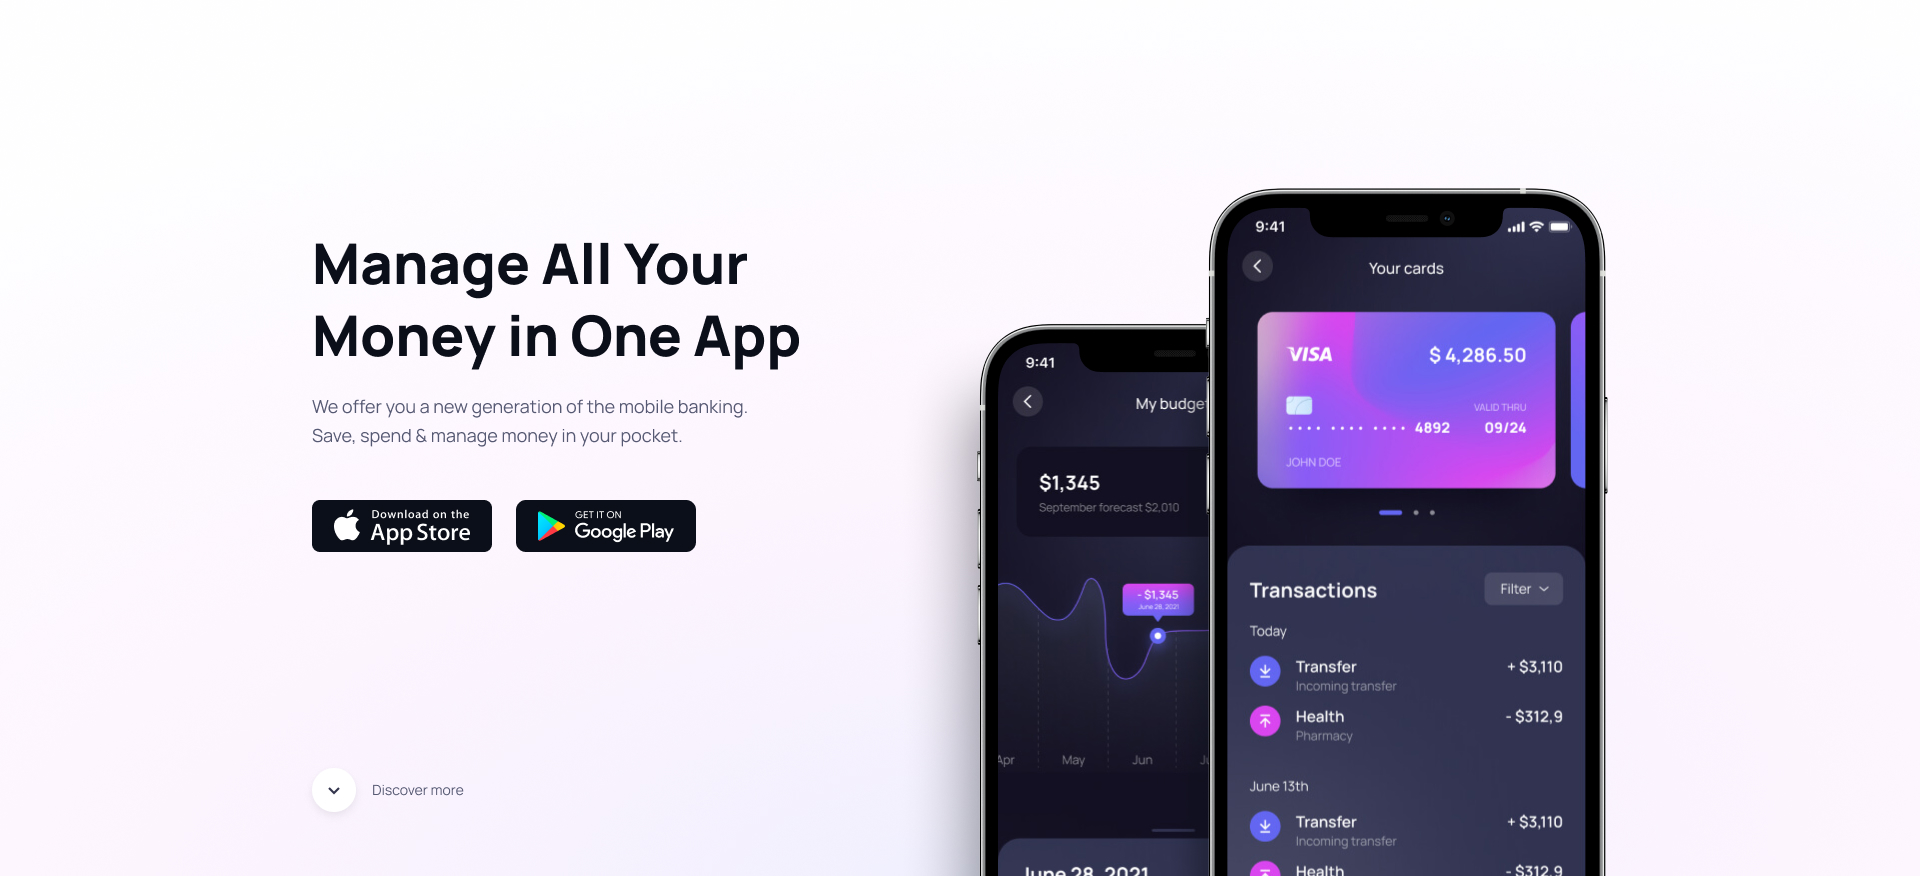 Manage All Your
Money in One App
We offer you a new generation of the mobile banking.
Save, spend & manage money in your pocket.
Download on the
App Store
GET IT ON
Google Play
Discover more
9:41
My budget
$1,345
September forecast $2,010
- $1,345
June 28, 2021
Apr
May
Jun
June 28, 2021
9:41
Your cards
VISA
$ 4,286.50
VALID THRU
•••• •••• •••• 4892
09/24
JOHN DOE
Transactions
Filter
Today
Transfer
+ $3,110
Incoming transfer
Health
- $312,9
Pharmacy
June 13th
Transfer
+ $3,110
Incoming transfer
Health
- $312,9